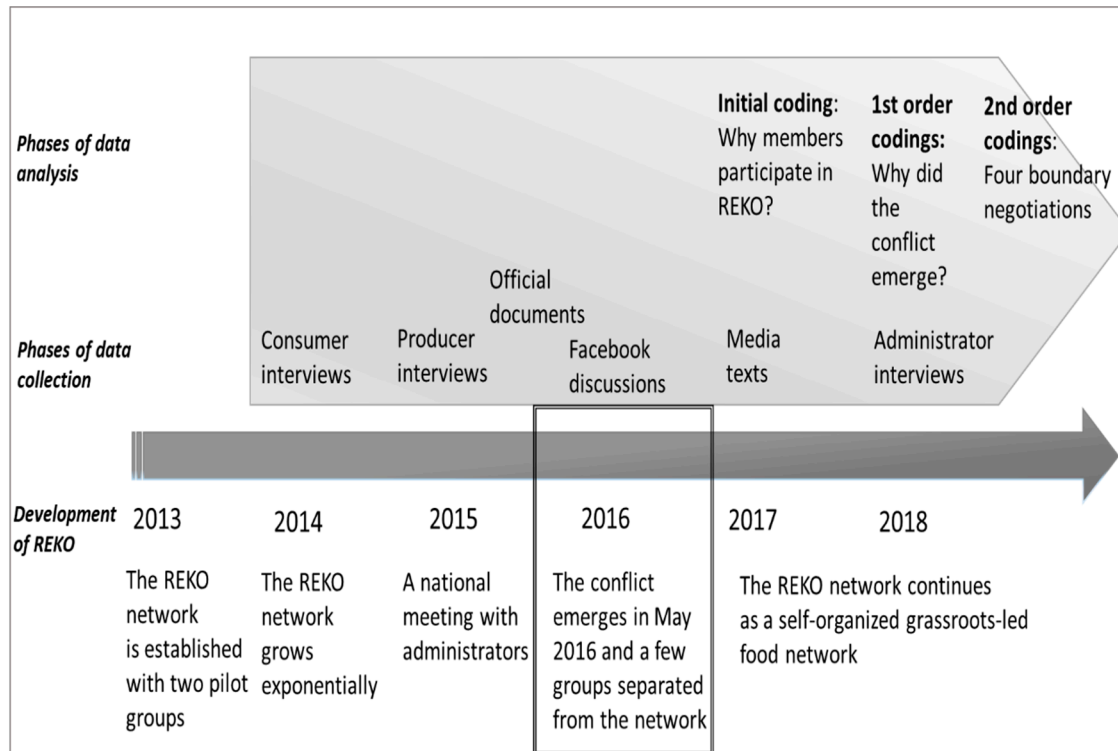 Phases of data
analysis
Initial coding:
Why members
participate in
REKO?
1st order
codings:
Why did
the
conflict
emerge?
2nd order
codings:
Four boundary
negotiations
Phases of data
collection
Consumer
interviews
Producer
interviews
Official
documents
Facebook
discussions
Media
texts
Administrator
interviews
Development
of REKO
2013
The REKO
network
is established
with two pilot
groups
2014
The REKO
network
grows
exponentially
2015
A national
meeting with
administrators
2016
The conflict
emerges in May
2016 and a few
groups separated
from the network
2017
2018
The REKO network continues
as a self-organized grassroots-led
food network